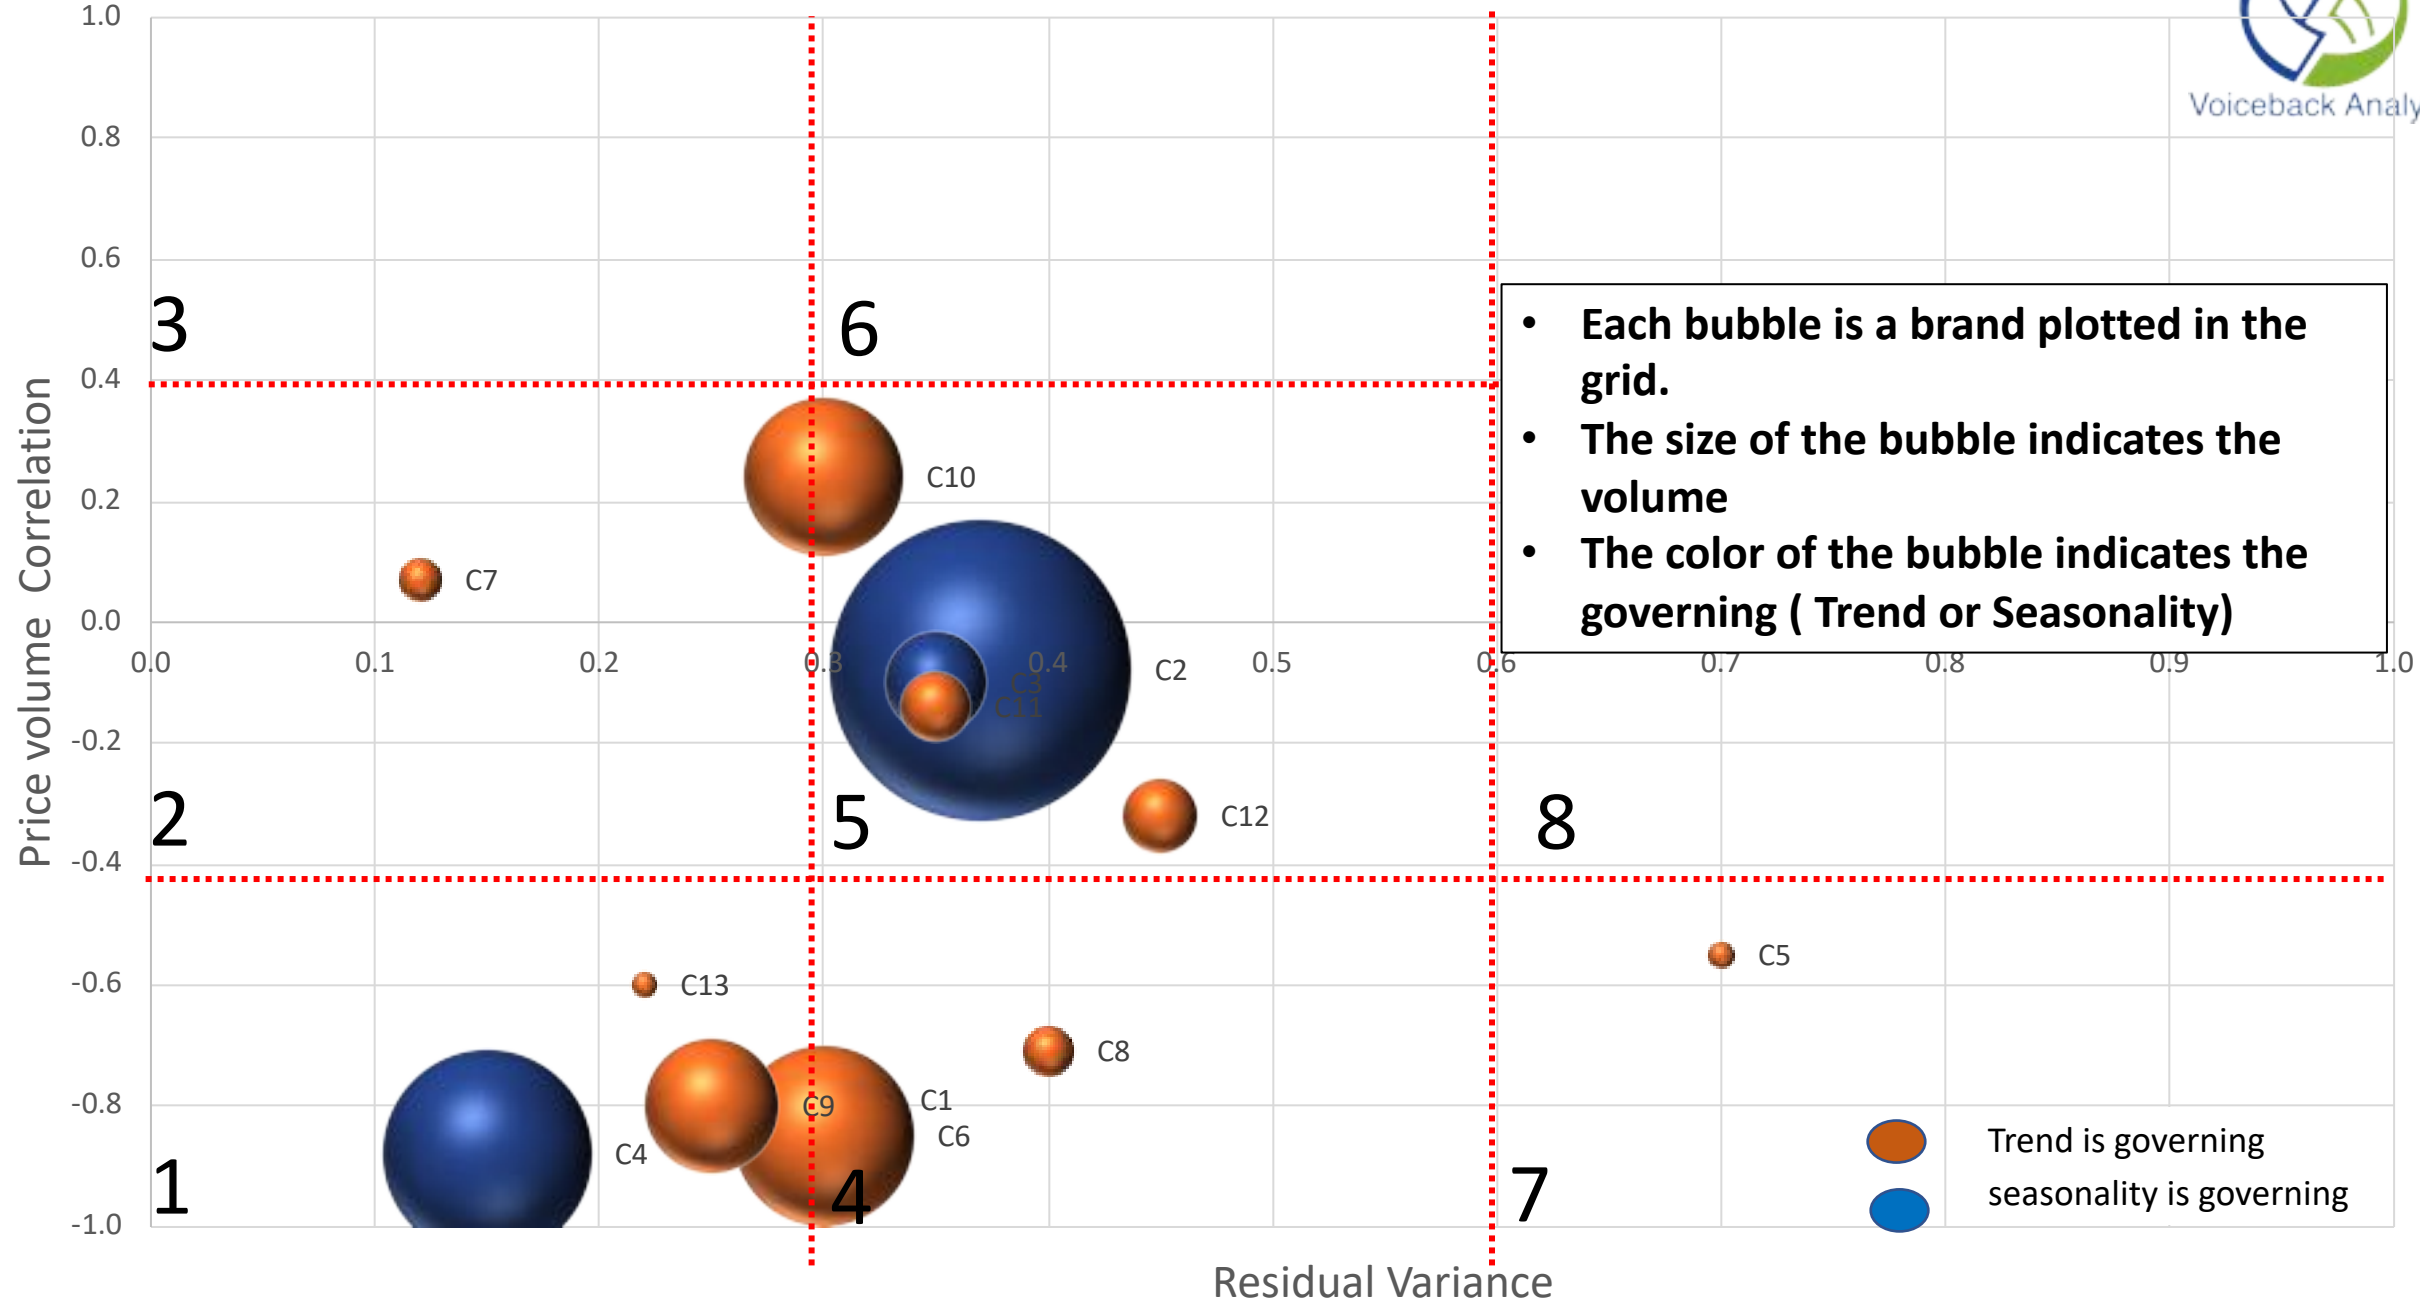 Voiceback Analy
1.0
0.8
0.6
0.4
0.2
0.0
-0.2
-0.4
-0.6
-0.8
-1.0
Price volume Correlation
0.0 0.1 0.2 0.3 0.4 0.5 0.6 0.7 0.8 0.9 1.0
Residual Variance
3
6
2
5
8
1
4
7
C10
C7
C2
C3
C11
C12
C13
C5
C8
C9
C1
C6
C4
• Each bubble is a brand plotted in the
grid.
• The size of the bubble indicates the
volume
• The color of the bubble indicates the
governing ( Trend or Seasonality)
Trend is governing
seasonality is governing